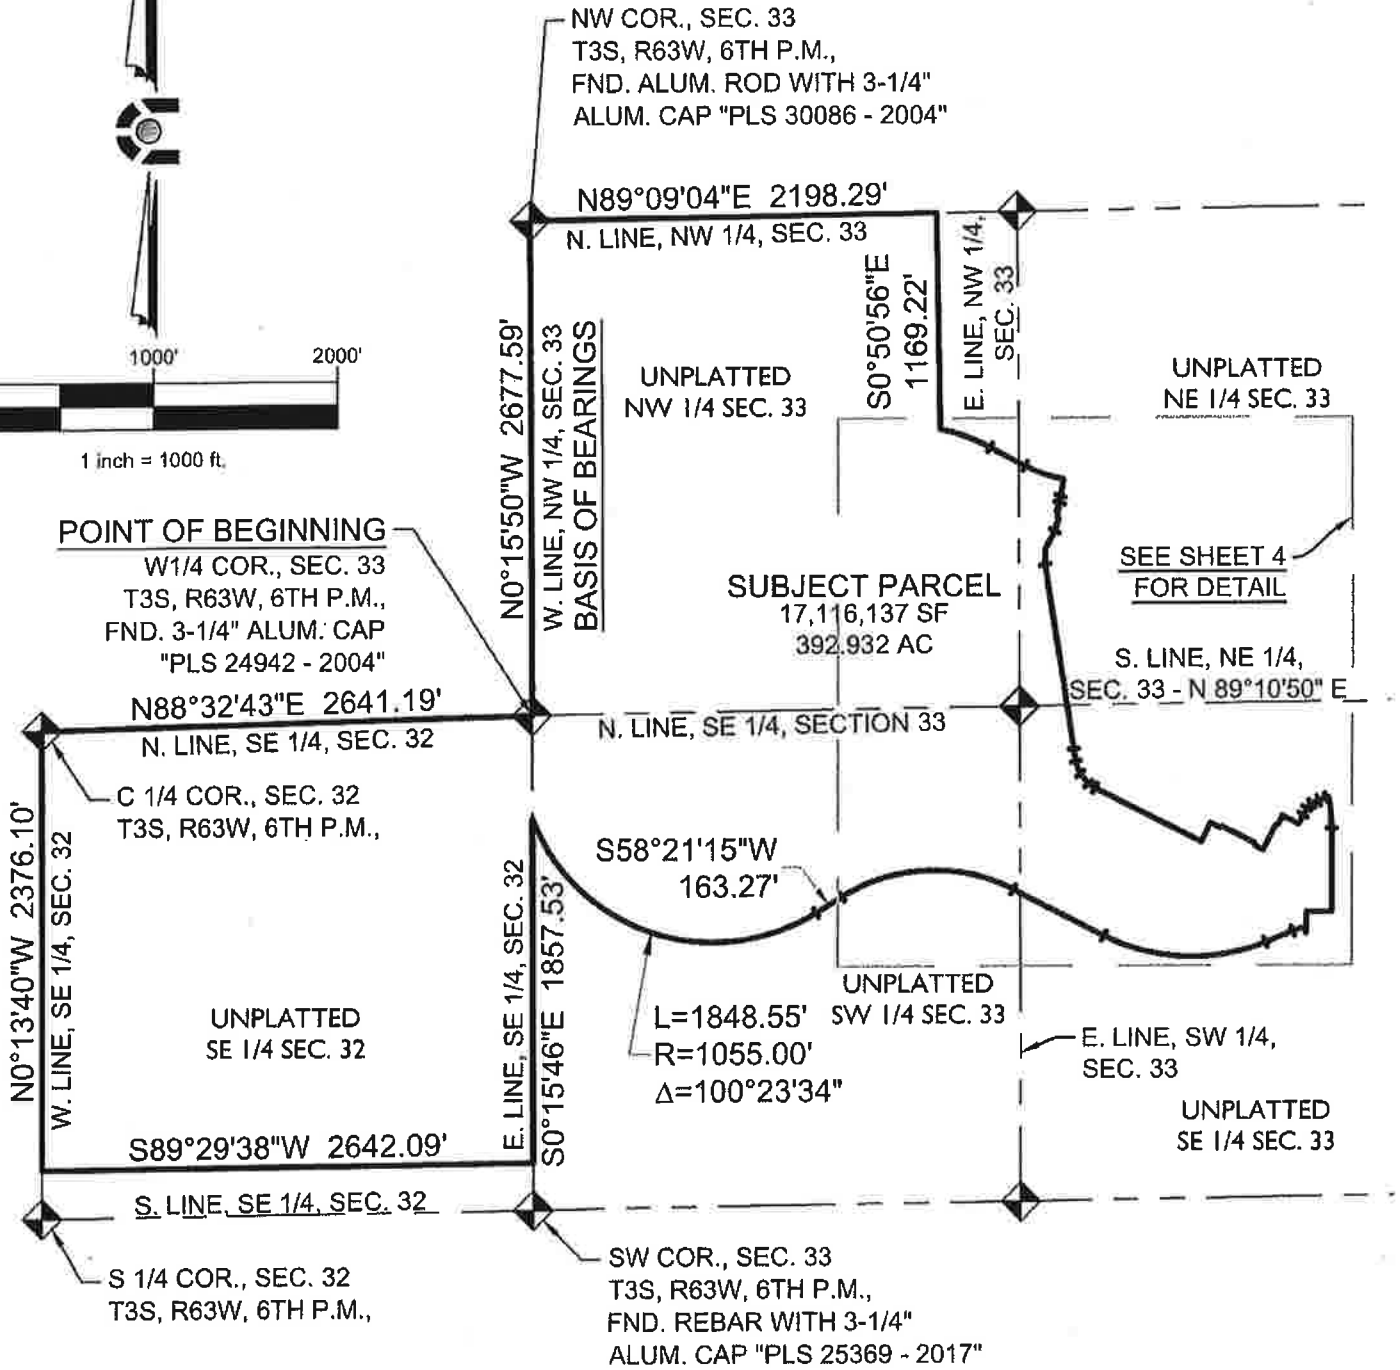 NW COR., SEC. 33
T3S, R63W, 6TH P.M.,
FND. ALUM. ROD WITH 3-1/4"
ALUM. CAP "PLS 30086 - 2004"
N89°09'04"E 2198.29'
N. LINE, NW 1/4, SEC. 33
S0°50'56"E
1169.22'
E. LINE, NW 1/4,
SEC. 33
1000'
2000'
1 inch = 1000 ft.
N0°15'50"W 2677.59'
W. LINE, NW 1/4, SEC. 33
BASIS OF BEARINGS
UNPLATTED
NW 1/4 SEC. 33
UNPLATTED
NE 1/4 SEC. 33
POINT OF BEGINNING
W1/4 COR., SEC. 33
T3S, R63W, 6TH P.M.,
FND. 3-1/4" ALUM. CAP
"PLS 24942 - 2004"
SUBJECT PARCEL
17,116,137 SF
392.932 AC
SEE SHEET 4
FOR DETAIL
S. LINE, NE 1/4,
SEC. 33 - N 89°10'50" E
N88°32'43"E 2641.19'
N. LINE, SE 1/4, SEC. 32
N. LINE, SE 1/4, SECTION 33
C 1/4 COR., SEC. 32
T3S, R63W, 6TH P.M.,
N0°13'40"W 2376.10'
W. LINE, SE 1/4, SEC. 32
S58°21'15"W
163.27'
E. LINE, SE 1/4, SEC. 32
S0°15'46"E 1857.53'
UNPLATTED
SE 1/4 SEC. 32
L=1848.55'
R=1055.00'
Δ=100°23'34"
UNPLATTED
SW 1/4 SEC. 33
E. LINE, SW 1/4,
SEC. 33
UNPLATTED
SE 1/4 SEC. 33
S89°29'38"W 2642.09'
S. LINE, SE 1/4, SEC. 32
S 1/4 COR., SEC. 32
T3S, R63W, 6TH P.M.,
SW COR., SEC. 33
T3S, R63W, 6TH P.M.,
FND. REBAR WITH 3-1/4"
ALUM. CAP "PLS 25369 - 2017"